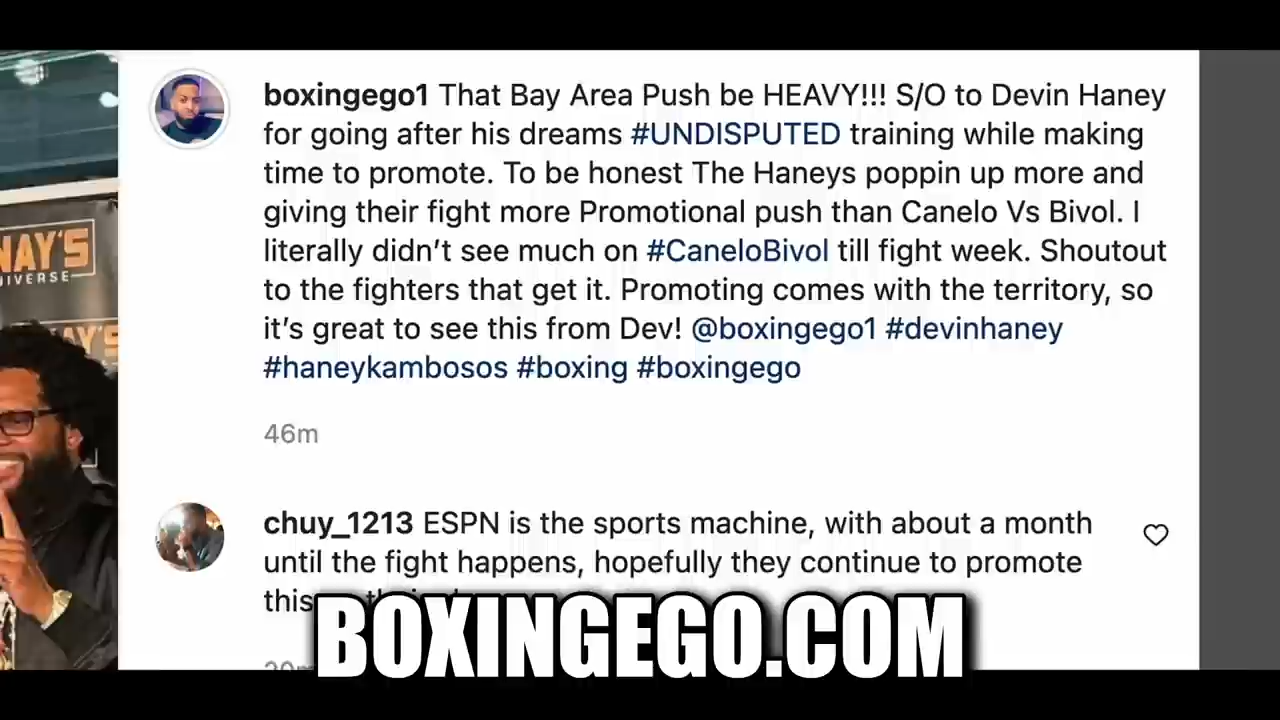 boxingego1 That Bay Area Push be HEAVY!!! S/O to Devin Haney
for going after his dreams #UNDISPUTED training while making
time to promote. To be honest The Haneys poppin up more and
giving their fight more Promotional push than Canelo Vs Bivol. I
literally didn't see much on #CaneloBivol till fight week. Shoutout
to the fighters that get it. Promoting comes with the territory, so
it's great to see this from Dev! @boxingego1 #devinhaney
#haneykambosos #boxing #boxingego
46m
NAY'S
IVERSE
NAY'S
chuy_1213 ESPN is the sports machine, with about a month
until the fight happens, hopefully they continue to promote
this
BOXINGEGO.COM